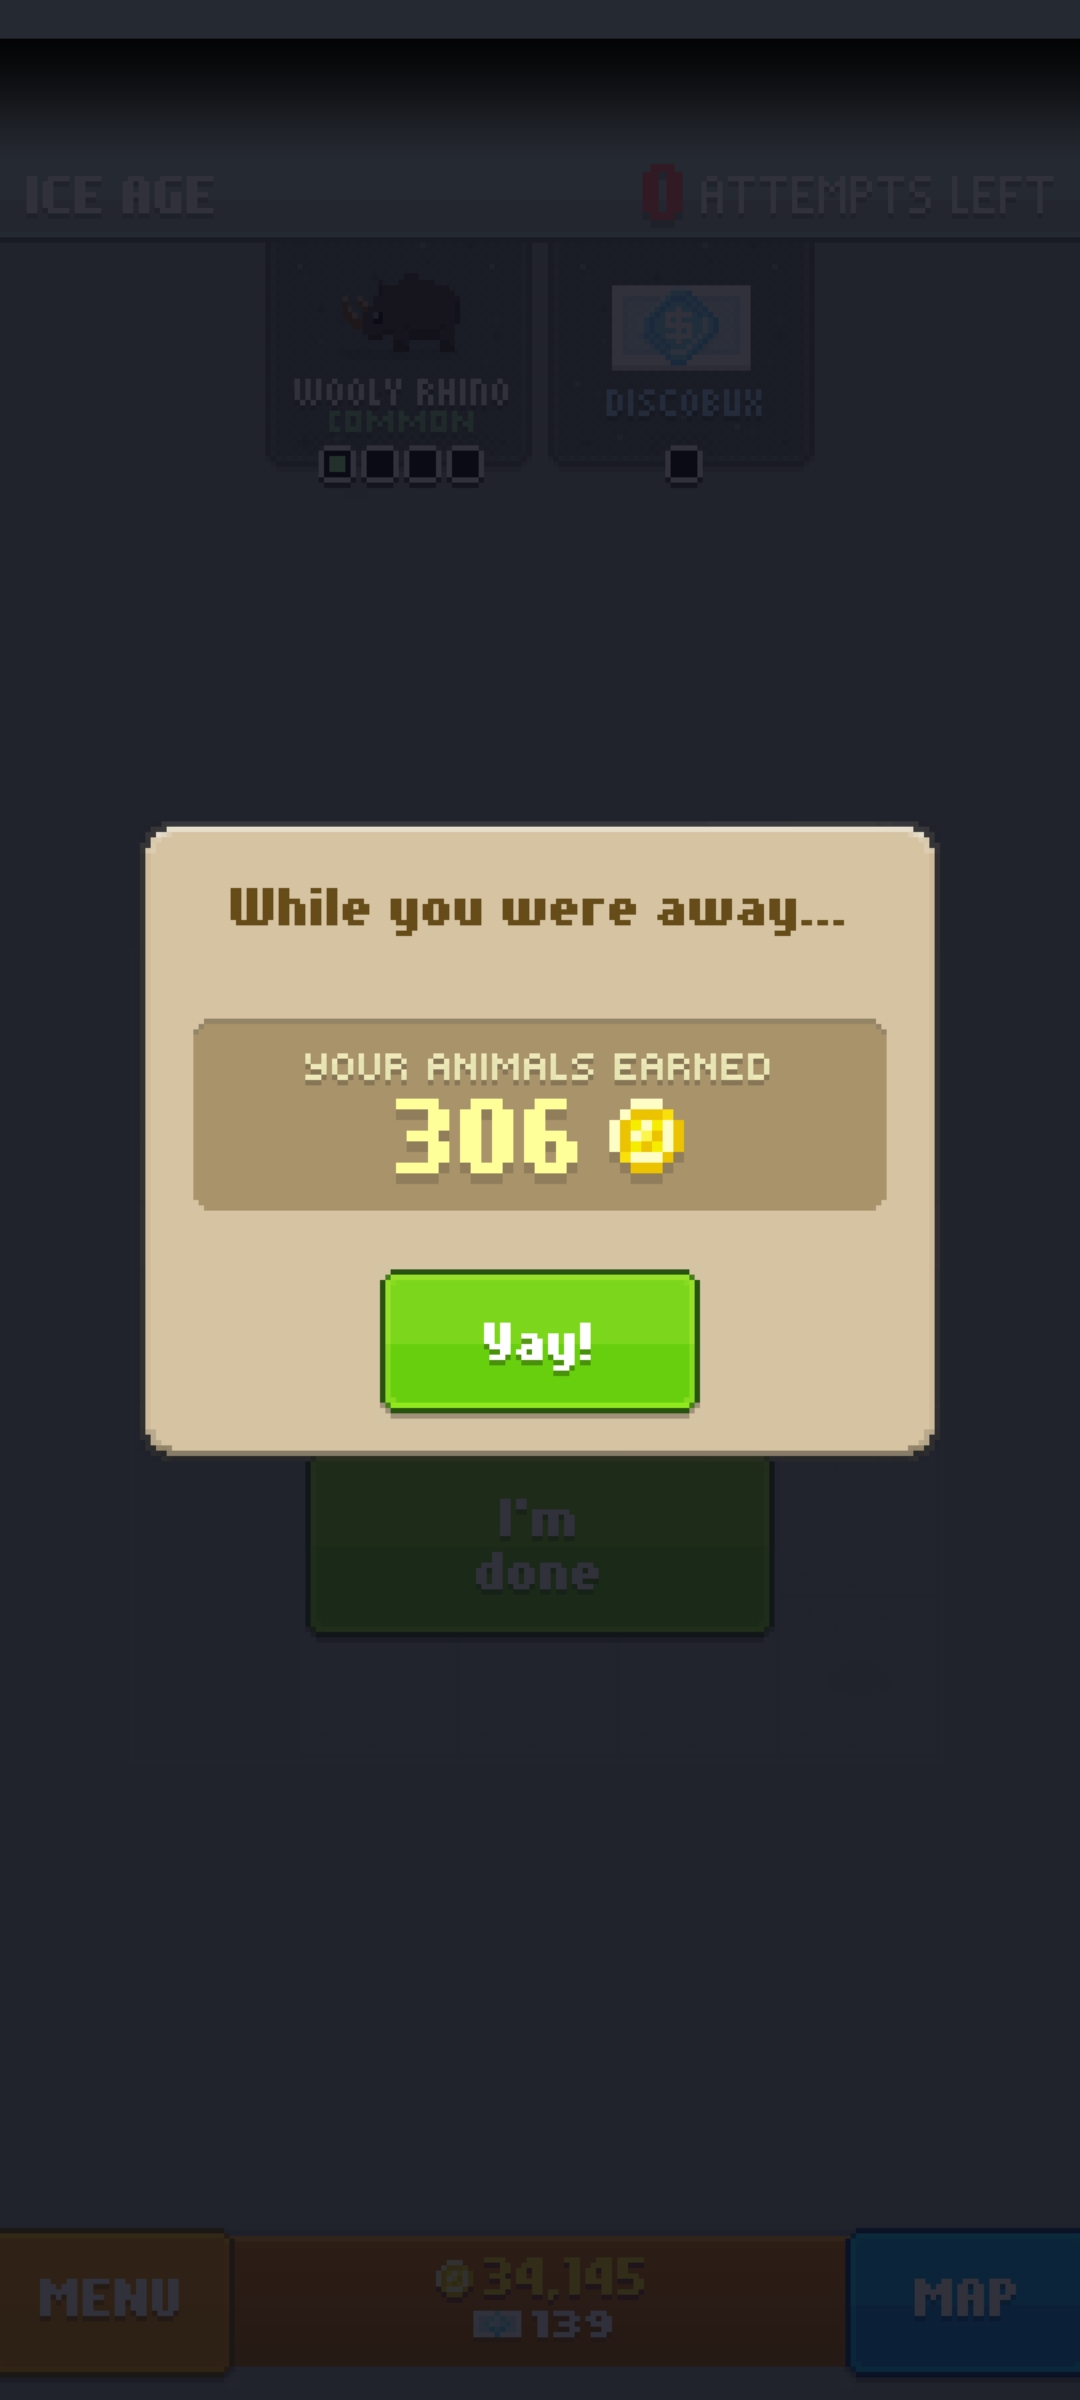 ICE AGE
0 ATTEMPTS LEFT
WOOLY RHINO
COMMON
$
DISCOBUX
While you were away...
YOUR ANIMALS EARNED
306
Yay!
I'm
done
MENU
34,145
139
MAP